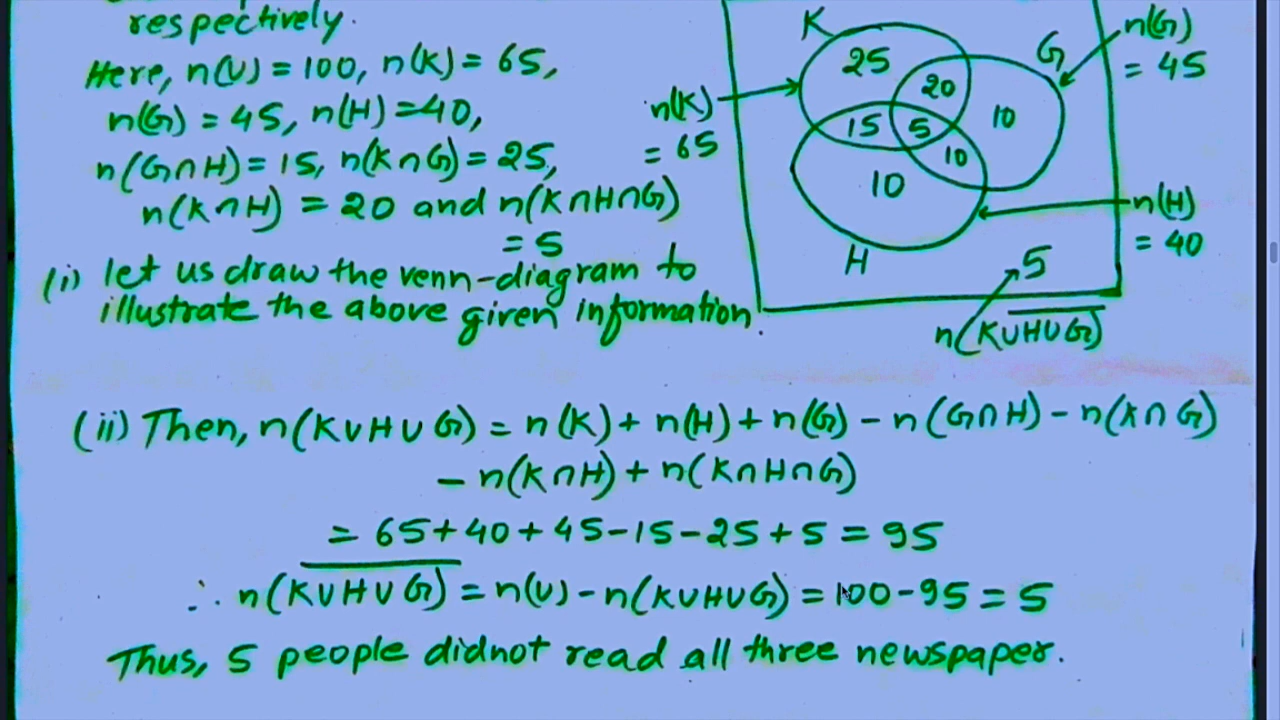 respectively.
Here, n(U) = 100, n(K) = 65,
n(G) = 45, n(H) = 40,
n(G∩H) = 15, n(K∩G) = 25,
n(K∩H) = 20 and n(K∩H∩G)
= 5
(i) let us draw the venn-diagram to
illustrate the above given information.
K
25
20
G
n(G)
= 45
n(K)
= 65
15
5
10
10
10
n(H)
= 40
H
5
n(K∪H∪G)
(ii) Then, n(K∪H∪G) = n(K) + n(H) + n(G) - n(G∩H) - n(K∩G)
- n(K∩H) + n(K∩H∩G)
= 65+40+45-15-25+5 = 95
∴ n(K∪H∪G) = n(U) - n(K∪H∪G) = 100-95 = 5
Thus, 5 people didnot read all three newspaper.